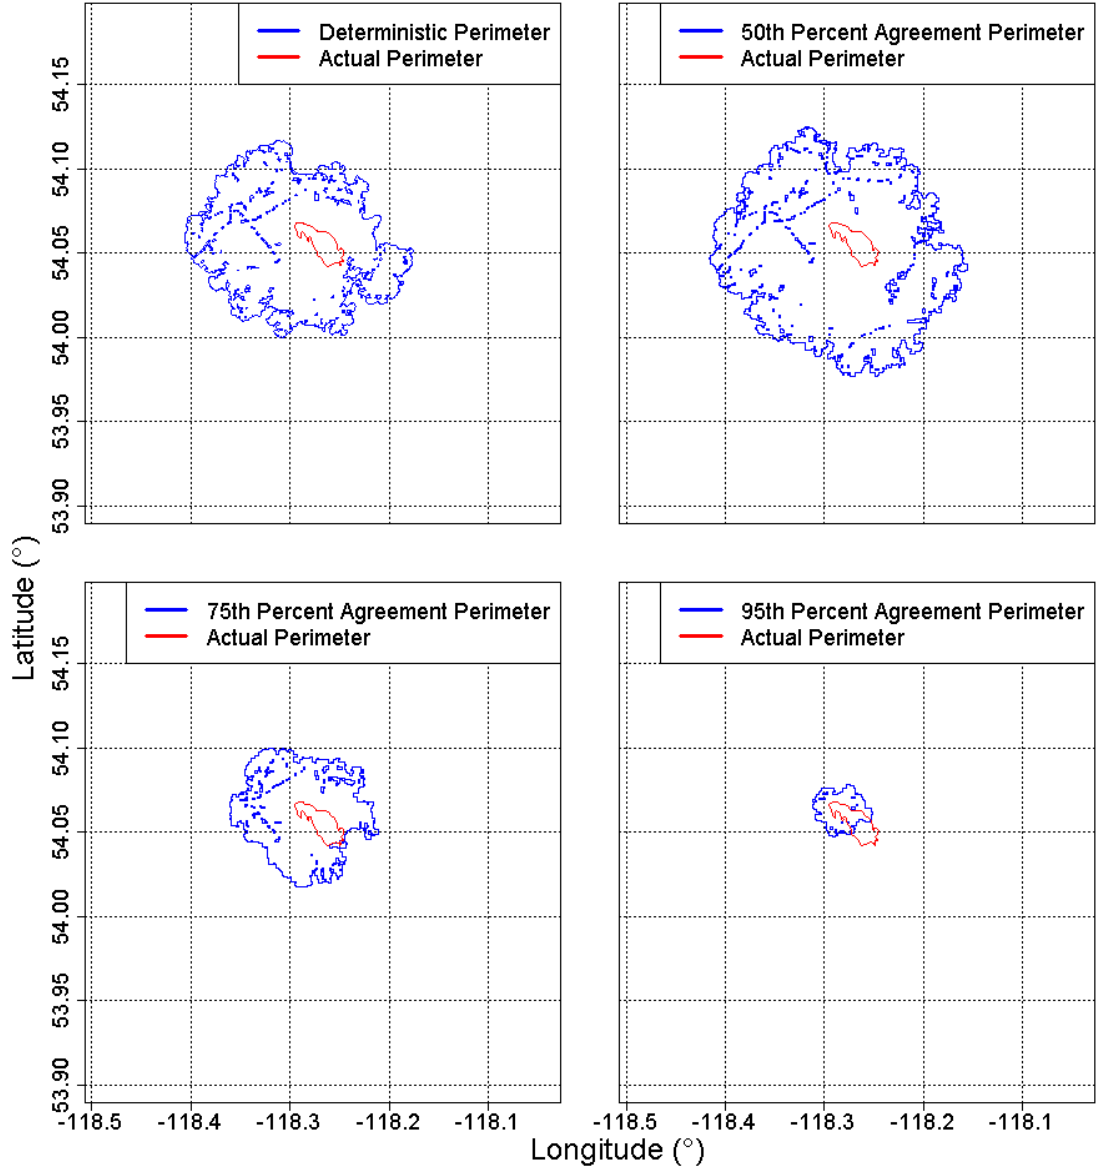 Deterministic Perimeter
Actual Perimeter
50th Percent Agreement Perimeter
Actual Perimeter
54.15
54.10
54.05
54.00
53.95
53.90
75th Percent Agreement Perimeter
Actual Perimeter
95th Percent Agreement Perimeter
Actual Perimeter
54.15
54.10
54.05
54.00
53.95
53.90
Latitude (°)
-118.5 -118.4 -118.3 -118.2 -118.1
-118.5 -118.4 -118.3 -118.2 -118.1
Longitude (°)